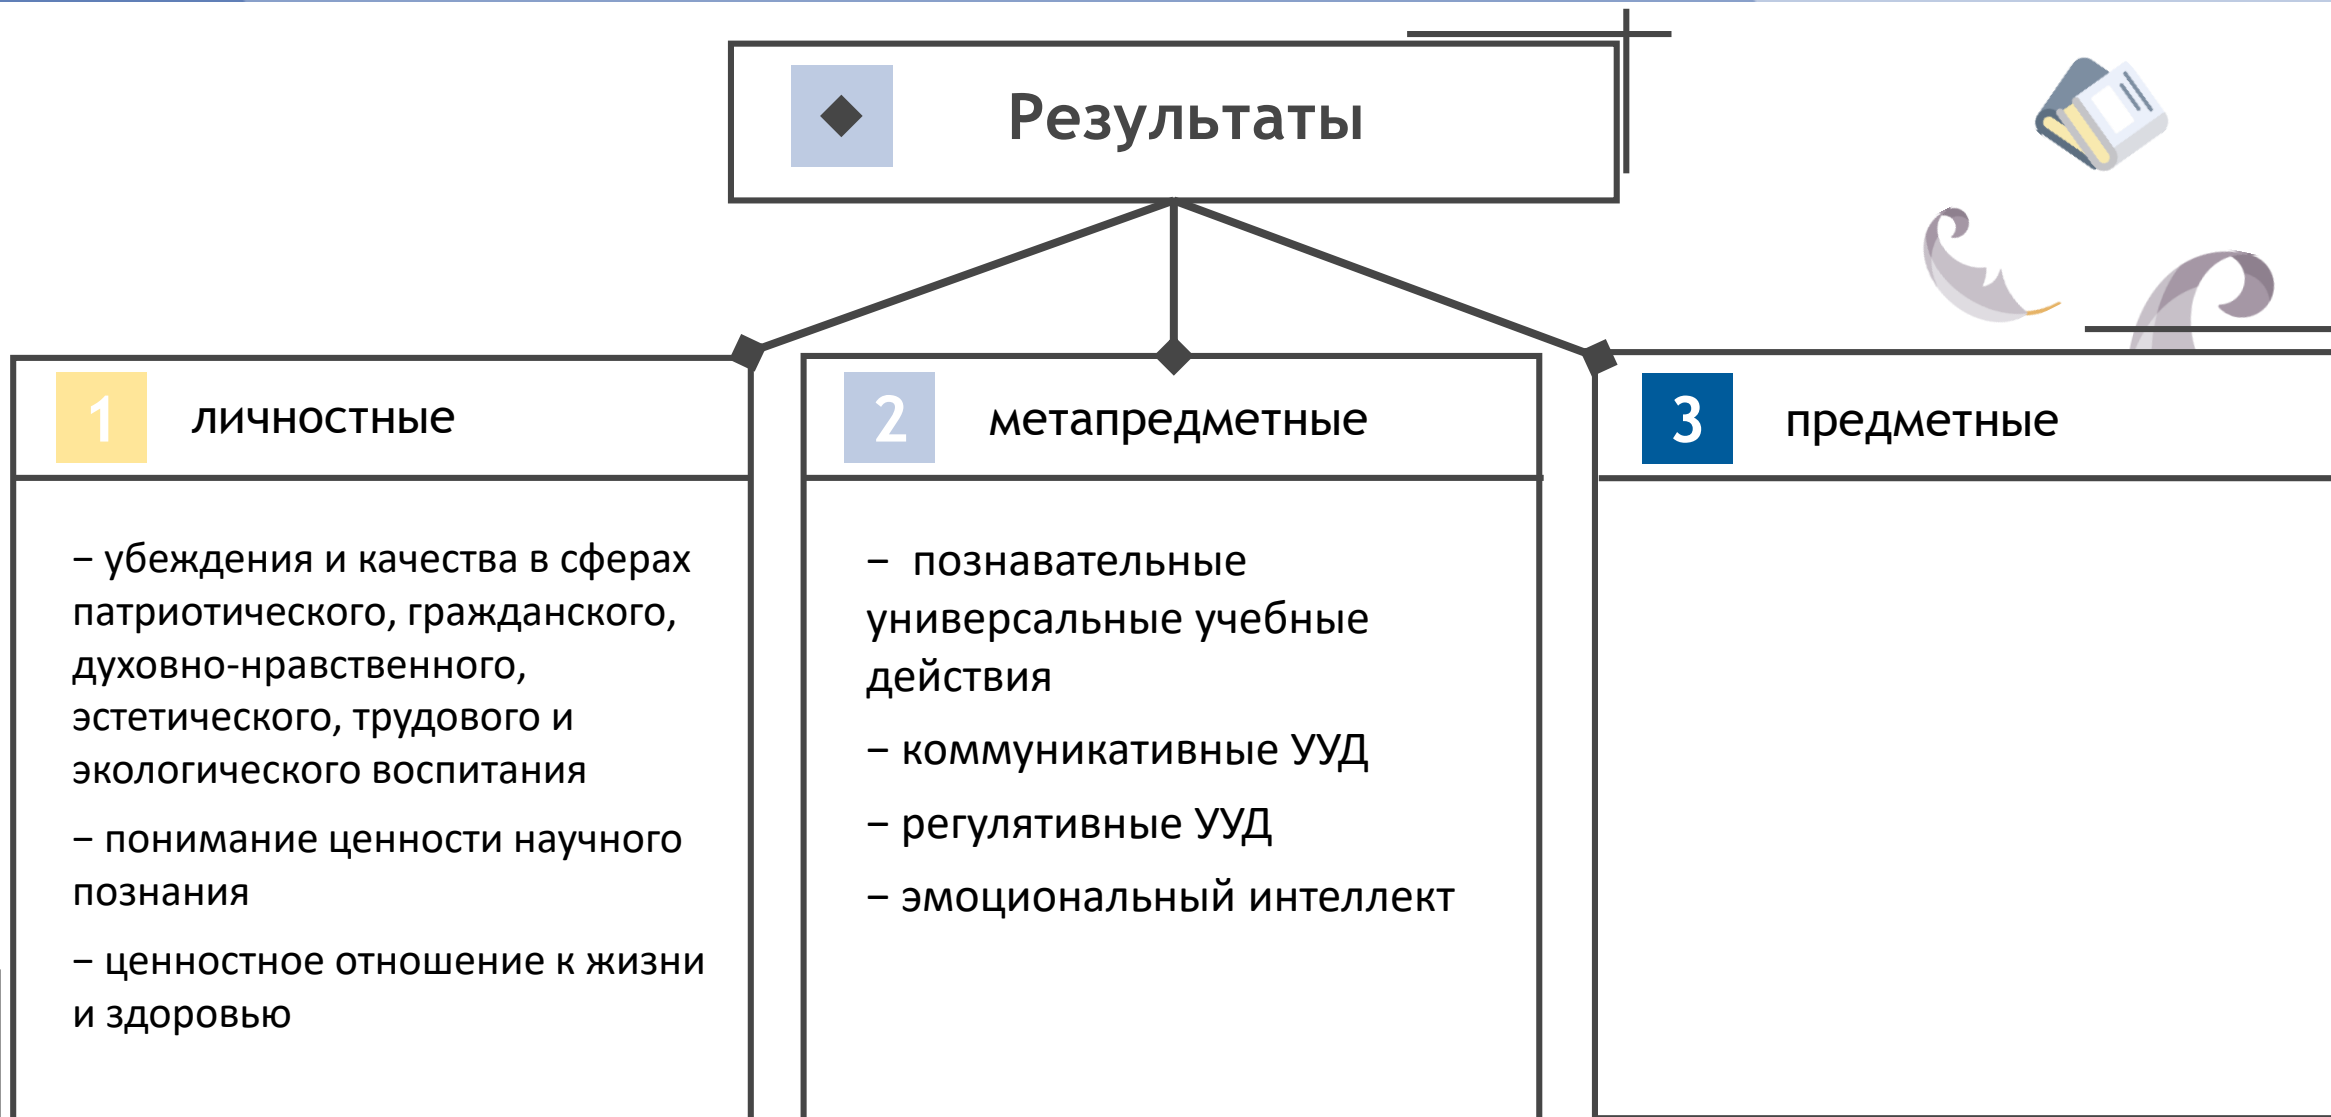 Результаты
1 личностные
− убеждения и качества в сферах
патриотического, гражданского,
духовно-нравственного,
эстетического, трудового и
экологического воспитания
− понимание ценности научного
познания
− ценностное отношение к жизни
и здоровью
2 метапредметные
− познавательные
универсальные учебные
действия
− коммуникативные УУД
− регулятивные УУД
− эмоциональный интеллект
3 предметные